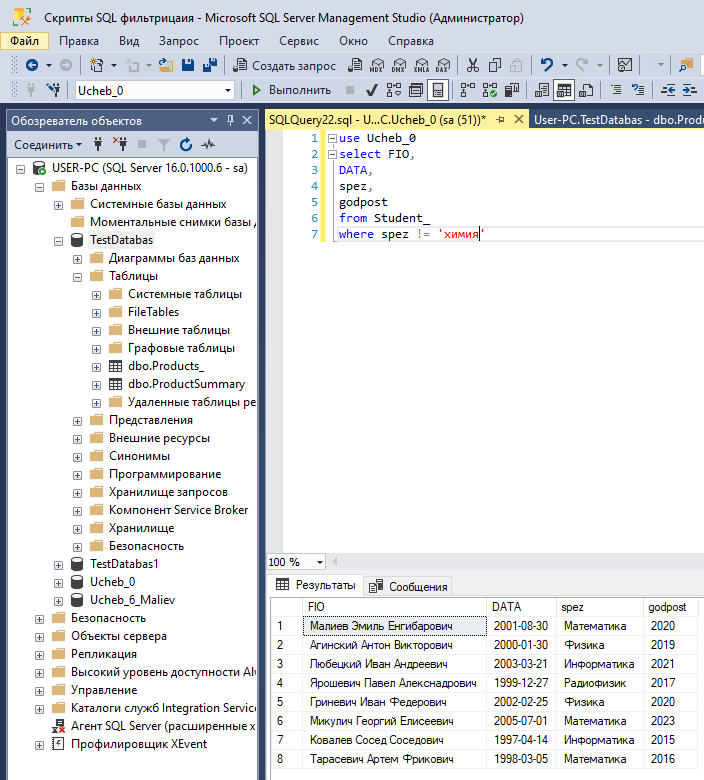 Скрипты SQL фильтрицаия - Microsoft SQL Server Management Studio (Администратор)
Файл Правка Вид Запрос Проект Сервис Окно Справка
Создать запрос MDX DMX XMLA DAX
Ucheb_0 Выполнить
Обозреватель объектов
Соединить
USER-PC (SQL Server 16.0.1000.6 - sa)
Базы данных
Системные базы данных
Моментальные снимки базы д
TestDatabas
Диаграммы баз данных
Таблицы
Системные таблицы
FileTables
Внешние таблицы
Графовые таблицы
dbo.Products_
dbo.ProductSummary
Удаленные таблицы ре
Представления
Внешние ресурсы
Синонимы
Программирование
Хранилище запросов
Компонент Service Broker
Хранилище
Безопасность
TestDatabas1
Ucheb_0
Ucheb_6_Maliev
Безопасность
Объекты сервера
Репликация
Высокий уровень доступности Al
Управление
Каталоги служб Integration Service
Агент SQL Server (расширенные х
Профилировщик XEvent
SQLQuery22.sql - U...C.Ucheb_0 (sa (51))* User-PC.TestDatabas - dbo.Produ
1 use Ucheb_0
2 select FIO,
3 DATA,
4 spez,
5 godpost
6 from Student_
7 where spez != 'химия'
100 %
Результаты Сообщения
FIO DATA spez godpost
1 Малиев Эмиль Енгибарович 2001-08-30 Математика 2020
2 Агинский Антон Викторович 2000-01-30 Физика 2019
3 Любецкий Иван Андреевич 2003-03-21 Информатика 2021
4 Ярошевич Павел Алекснадрович 1999-12-27 Радиофизик 2017
5 Гриневич Иван Федерович 2002-02-25 Физика 2020
6 Микулич Георгий Елисеевич 2005-07-01 Математика 2023
7 Ковалев Сосед Соседович 1997-04-14 Информатика 2015
8 Тарасевич Артем Фрикович 1998-03-05 Математика 2016